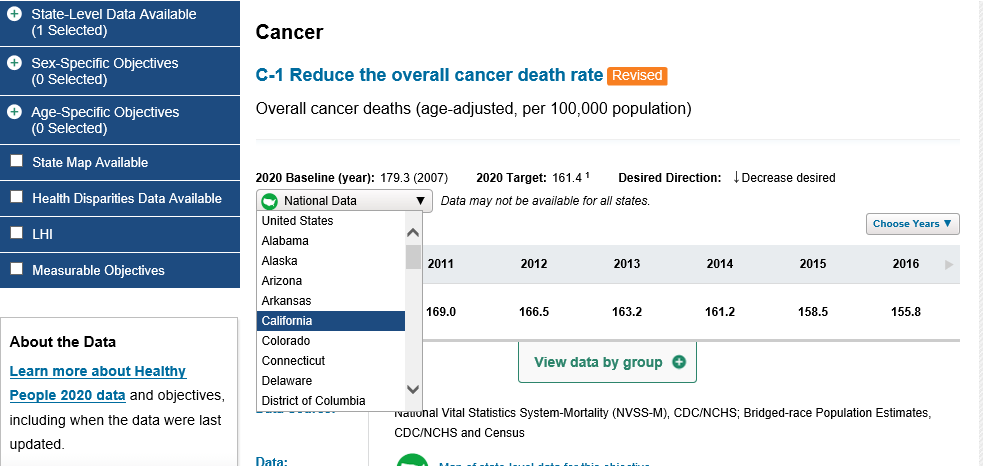 State-Level Data Available
(1 Selected)
Sex-Specific Objectives
(0 Selected)
Age-Specific Objectives
(0 Selected)
State Map Available
Health Disparities Data Available
LHI
Measurable Objectives
About the Data
Learn more about Healthy
People 2020 data and objectives,
including when the data were last
updated.
Cancer
C-1 Reduce the overall cancer death rate Revised
Overall cancer deaths (age-adjusted, per 100,000 population)
2020 Baseline (year): 179.3 (2007) 2020 Target: 161.4 1 Desired Direction: ↓Decrease desired
National Data ▼ Data may not be available for all states.
United States
Alabama
Alaska
Arizona
Arkansas
California
Colorado
Connecticut
Delaware
District of Columbia
Choose Years ▼
2011 2012 2013 2014 2015 2016
169.0 166.5 163.2 161.2 158.5 155.8
View data by group
National Vital Statistics System-Mortality (NVSS-M), CDC/NCHS; Bridged-race Population Estimates,
CDC/NCHS and Census
Data:
Map of state-level data for this objective